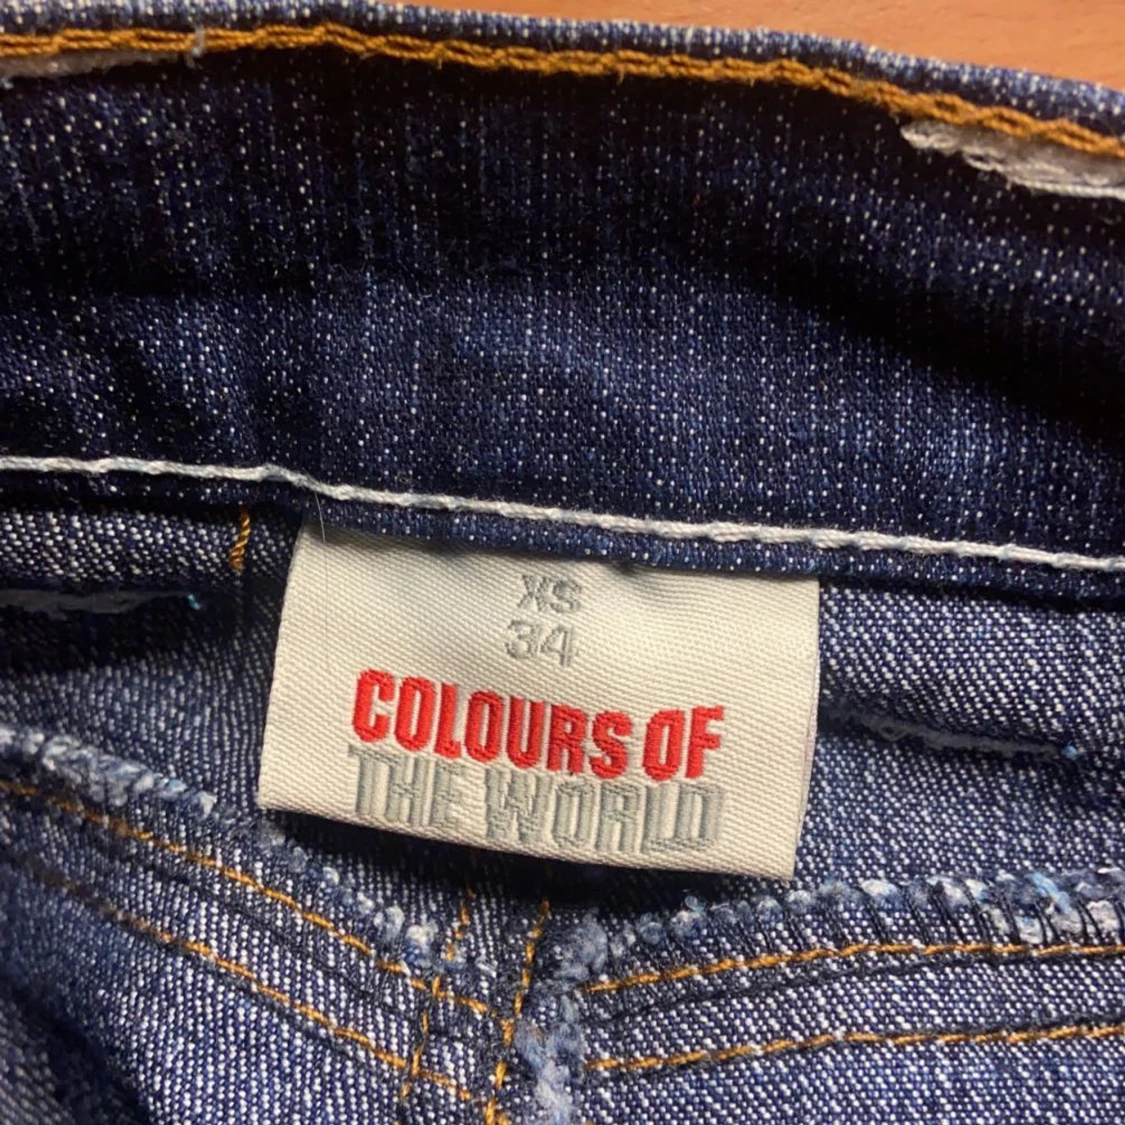 XS
34
COLOURS OF
THE WORLD